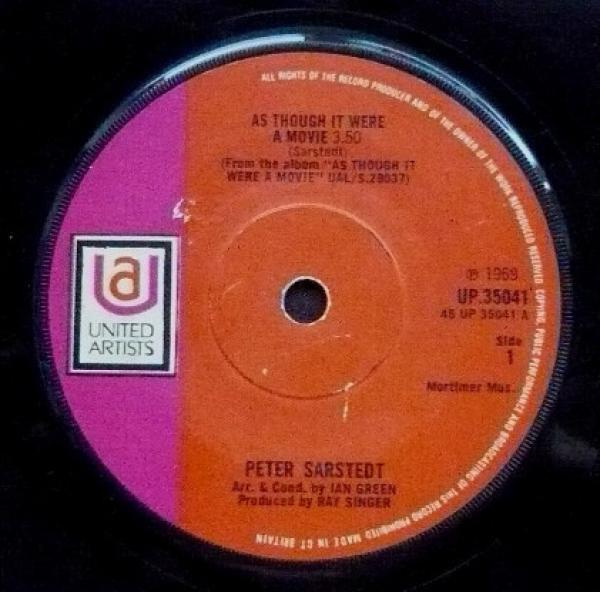 ALL RIGHTS OF THE RECORD PRODUCER AND OF THE OWNER OF THE WORK REPRODUCED RESERVED COPYING, PUBLIC PERFORMANCE AND BROADCASTING OF THIS RECORD PROHIBITED MADE IN GT. BRITAIN
AS THOUGH IT WERE
A MOVIE 3.50
(Sarstedt)
(From the album "AS THOUGH IT
WERE A MOVIE" UAL/S.29037)
ua
UNITED
ARTISTS
℗ 1969
UP.35041
45 UP 35041 A
Side
1
Mortimer Mus.
PETER SARSTEDT
Arr. & Cond. by IAN GREEN
Produced by RAY SINGER